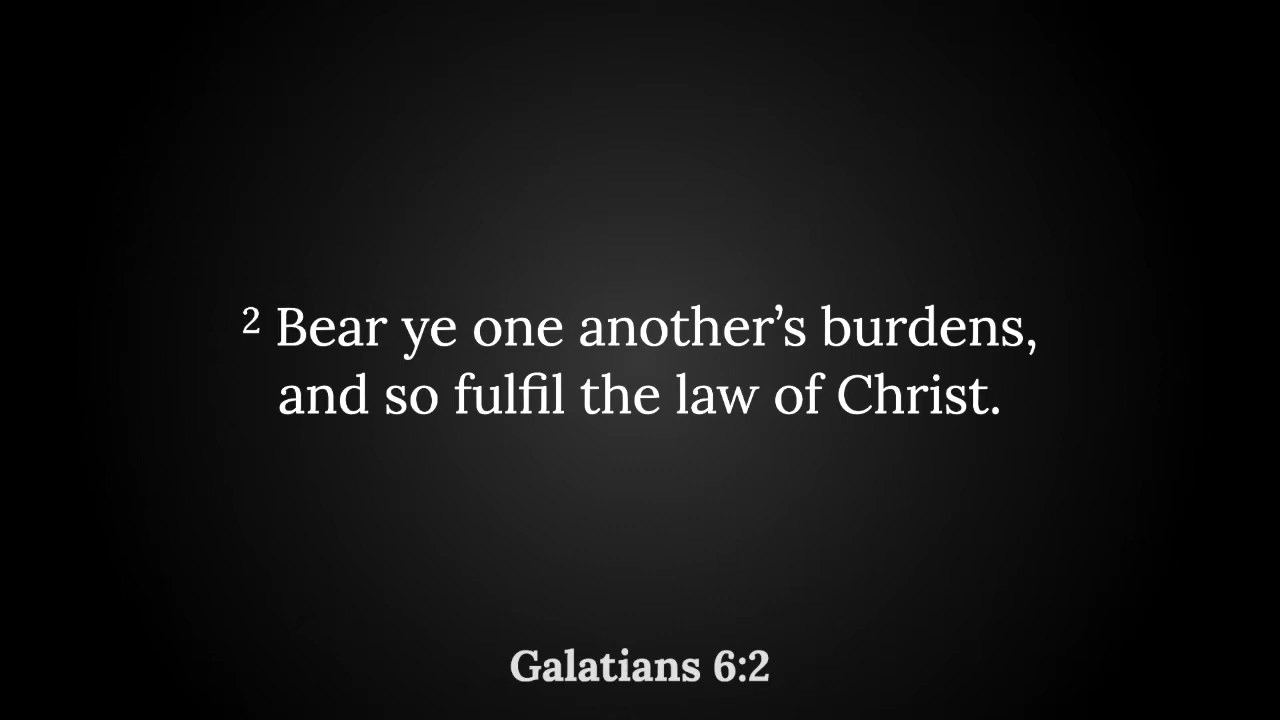 ² Bear ye one another’s burdens,
and so fulfil the law of Christ.
Galatians 6:2